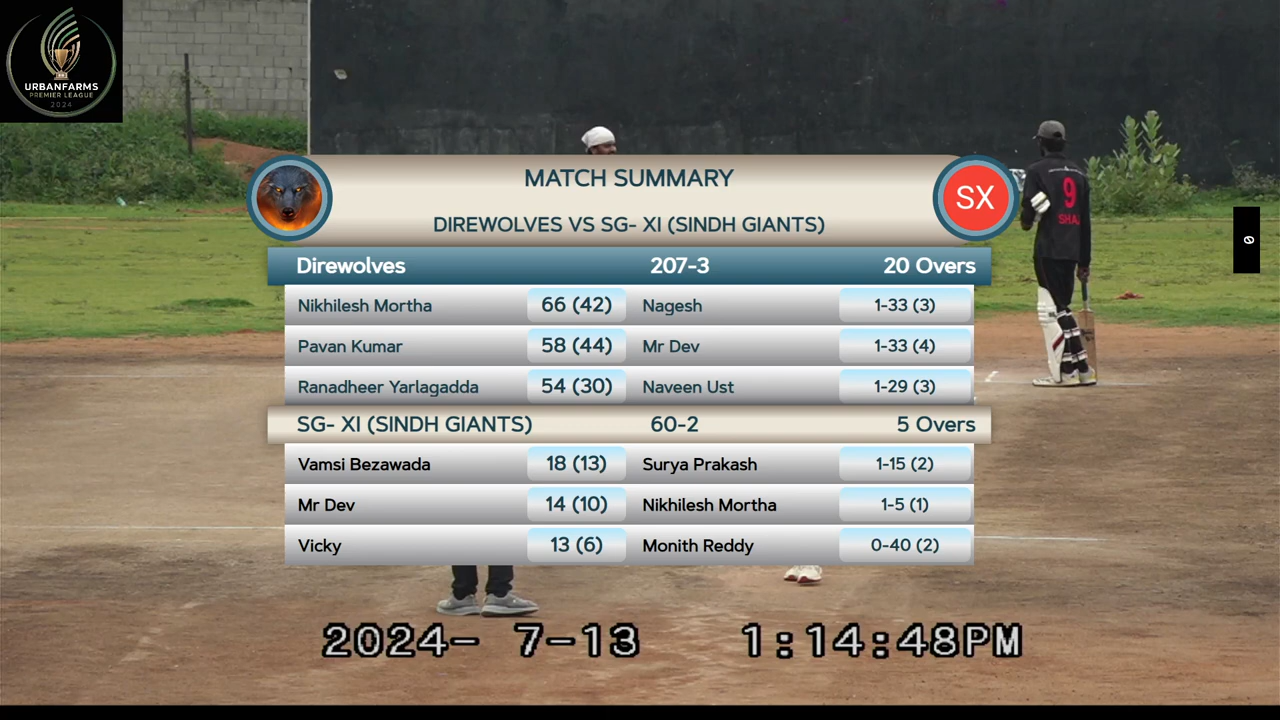 URBANFARMS
PREMIER LEAGUE
2024
MATCH SUMMARY
DIREWOLVES VS SG- XI (SINDH GIANTS)
SX
9
SHA
0
Direwolves 207-3 20 Overs
Nikhilesh Mortha 66 (42) Nagesh 1-33 (3)
Pavan Kumar 58 (44) Mr Dev 1-33 (4)
Ranadheer Yarlagadda 54 (30) Naveen Ust 1-29 (3)
SG- XI (SINDH GIANTS) 60-2 5 Overs
Vamsi Bezawada 18 (13) Surya Prakash 1-15 (2)
Mr Dev 14 (10) Nikhilesh Mortha 1-5 (1)
Vicky 13 (6) Monith Reddy 0-40 (2)
2024- 7-13 1:14:48PM